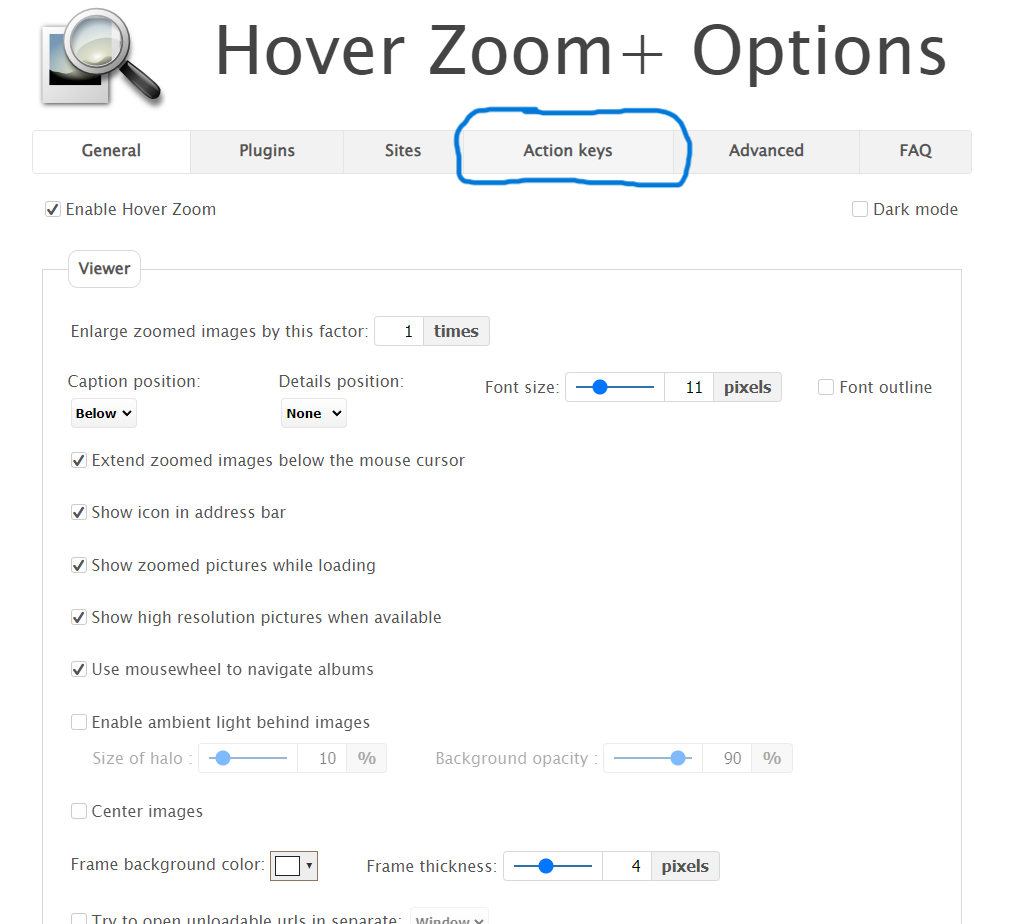 Hover Zoom+ Options
General Plugins Sites Action keys Advanced FAQ
Enable Hover Zoom Dark mode
Viewer
Enlarge zoomed images by this factor: 1 times
Caption position: Details position: Font size: 11 pixels Font outline
Below None
Extend zoomed images below the mouse cursor
Show icon in address bar
Show zoomed pictures while loading
Show high resolution pictures when available
Use mousewheel to navigate albums
Enable ambient light behind images
Size of halo : 10 % Background opacity : 90 %
Center images
Frame background color: Frame thickness: 4 pixels
Try to open unloadable urls in separate: Window